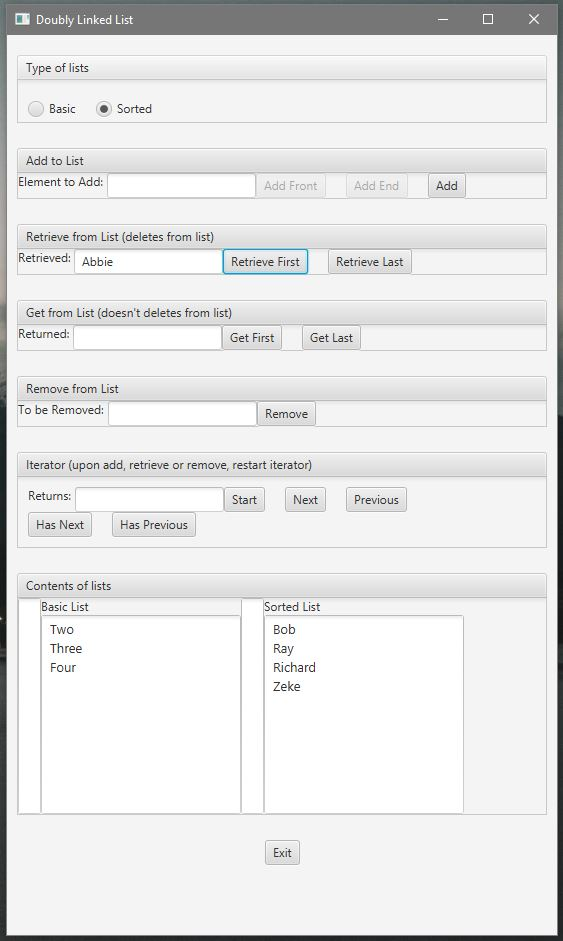 Doubly Linked List
Type of lists
Basic Sorted
Add to List
Element to Add: Add Front Add End Add
Retrieve from List (deletes from list)
Retrieved: Abbie Retrieve First Retrieve Last
Get from List (doesn't deletes from list)
Returned: Get First Get Last
Remove from List
To be Removed: Remove
Iterator (upon add, retrieve or remove, restart iterator)
Returns: Start Next Previous
Has Next Has Previous
Contents of lists
Basic List Sorted List
Two Bob
Three Ray
Four Richard
Zeke
Exit